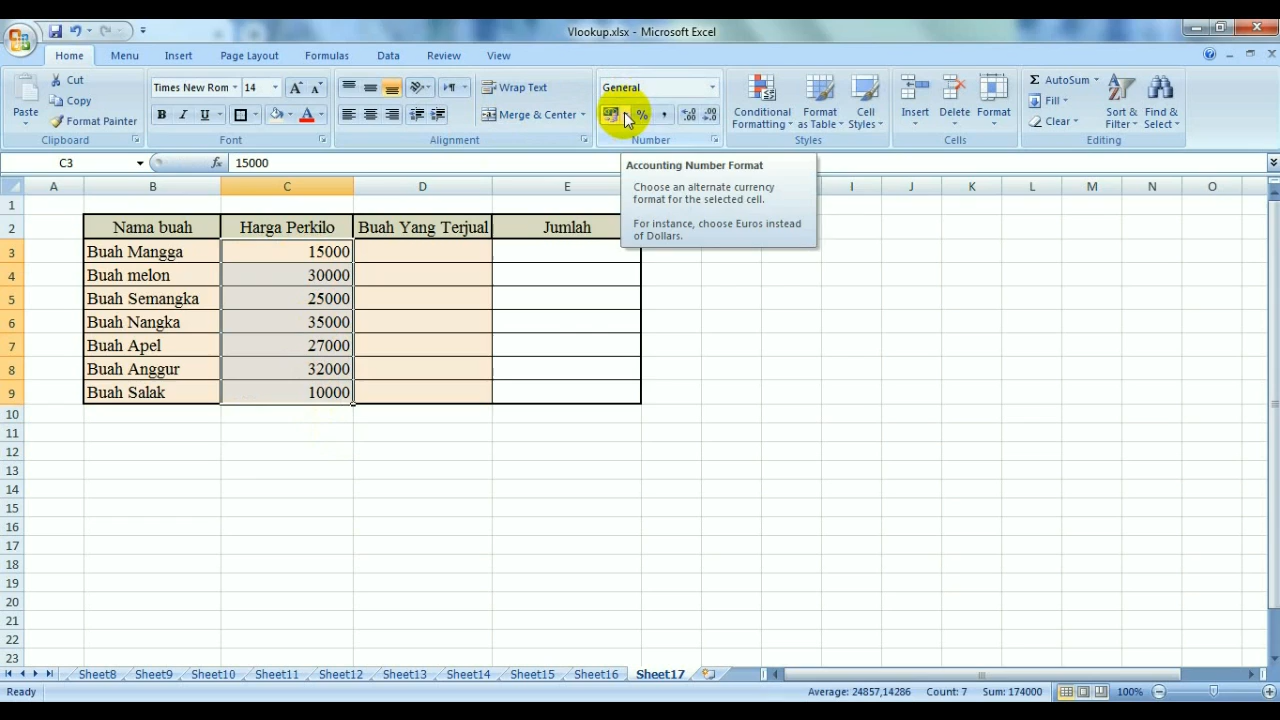 Vlookup.xlsx - Microsoft Excel
Home Menu Insert Page Layout Formulas Data Review View
Cut
Copy
Format Painter
Paste
Clipboard
Times New Rom 14
B I U A
Font
Wrap Text
Merge & Center
Alignment
General
% ,
Number
Conditional Formatting
Format as Table
Cell Styles
Styles
Insert Delete Format
Cells
AutoSum
Fill
Clear
Sort & Filter
Find & Select
Editing
C3 fx 15000
Accounting Number Format
Choose an alternate currency
format for the selected cell.
For instance, choose Euros instead
of Dollars.
A B C D E I J K L M N O
1
2 Nama buah Harga Perkilo Buah Yang Terjual Jumlah
3 Buah Mangga 15000
4 Buah melon 30000
5 Buah Semangka 25000
6 Buah Nangka 35000
7 Buah Apel 27000
8 Buah Anggur 32000
9 Buah Salak 10000
10
11
12
13
14
15
16
17
18
19
20
21
22
23
Sheet8 Sheet9 Sheet10 Sheet11 Sheet12 Sheet13 Sheet14 Sheet15 Sheet16 Sheet17
Ready Average: 24857,14286 Count: 7 Sum: 174000 100%